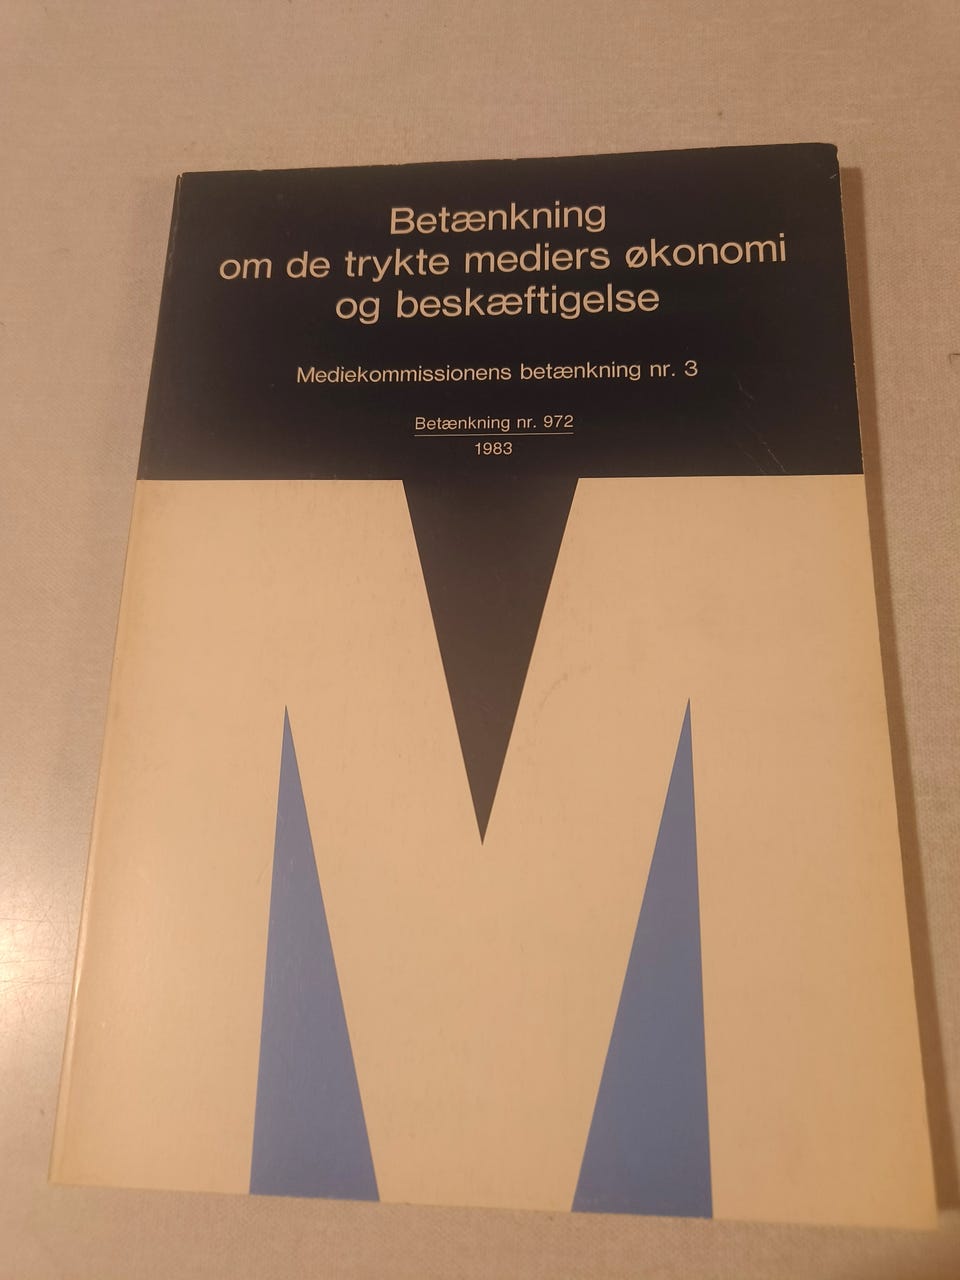 Betænkning
om de trykte mediers økonomi
og beskæftigelse
Mediekommissionens betænkning nr. 3
Betænkning nr. 972
1983